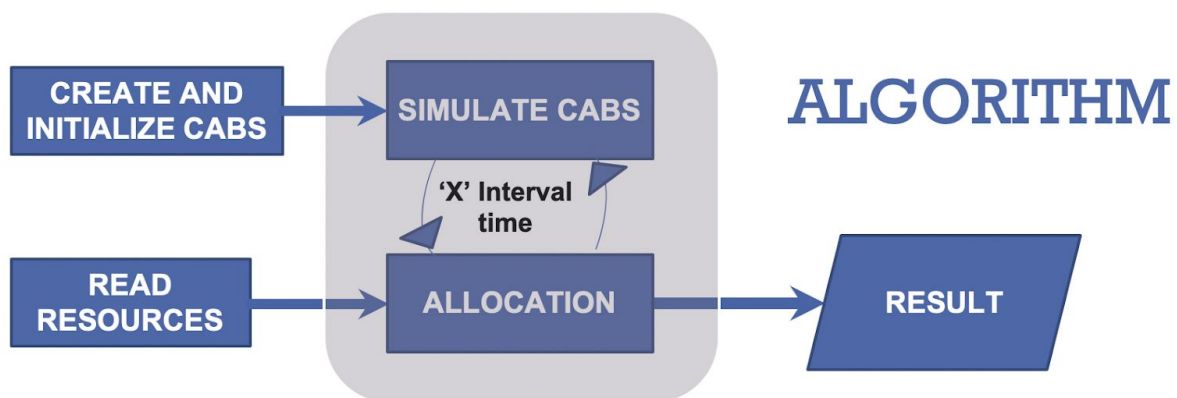 CREATE AND
INITIALIZE CABS
SIMULATE CABS
ALGORITHM
‘X’ Interval
time
READ
RESOURCES
ALLOCATION
RESULT